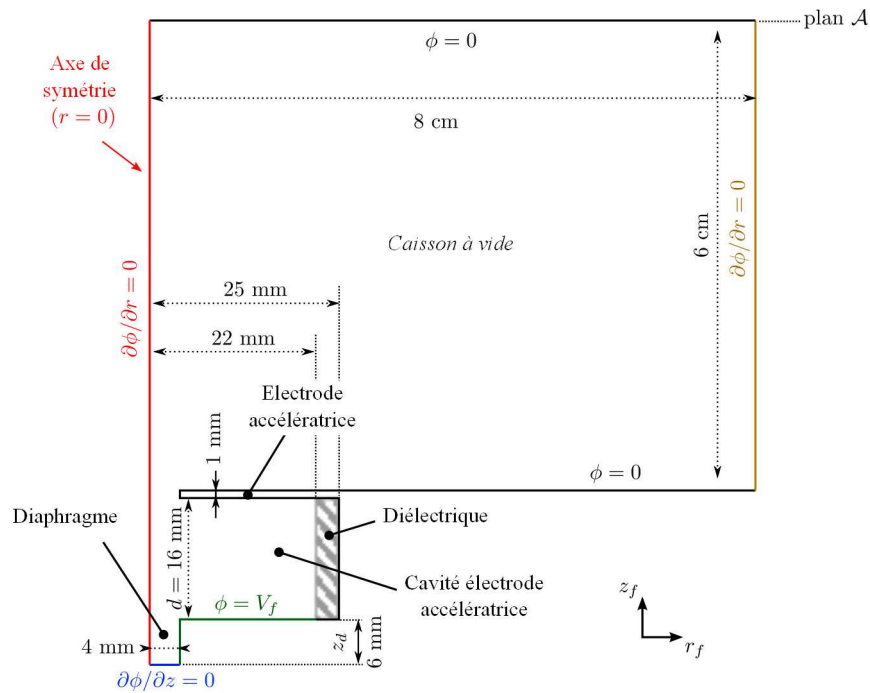 plan 𝒜
ϕ = 0
Axe de
symétrie
(r = 0)
8 cm
Caisson à vide
6 cm
∂ϕ/∂r = 0
∂ϕ/∂r = 0
25 mm
22 mm
Electrode
accélératrice
1 mm
ϕ = 0
Diaphragme
d = 16 mm
Diélectrique
Cavité électrode
accélératrice
ϕ = V_f
z_d
6 mm
4 mm
∂ϕ/∂z = 0
z_f
r_f